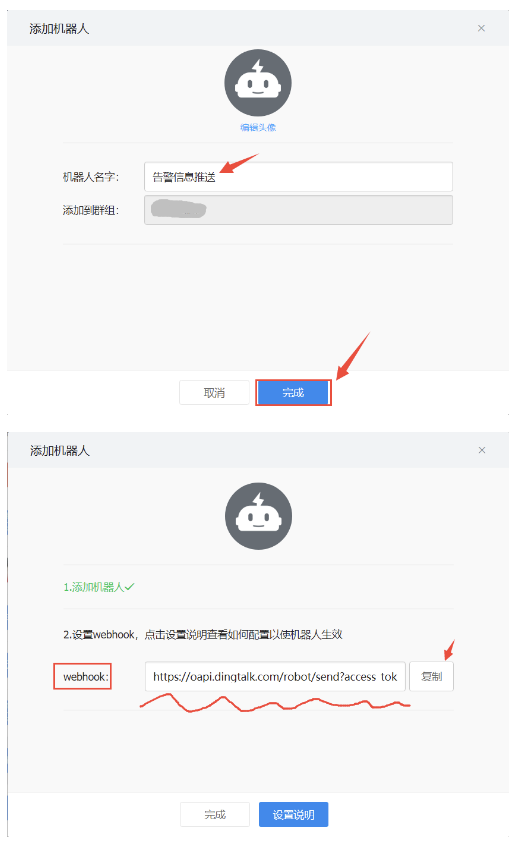 添加机器人
编辑头像
机器人名字: 告警信息推送
添加到群组:
取消 完成
添加机器人
1.添加机器人
2.设置webhook，点击设置说明查看如何配置以使机器人生效
webhook: https://oapi.dingtalk.com/robot/send?access_tok 复制
完成 设置说明